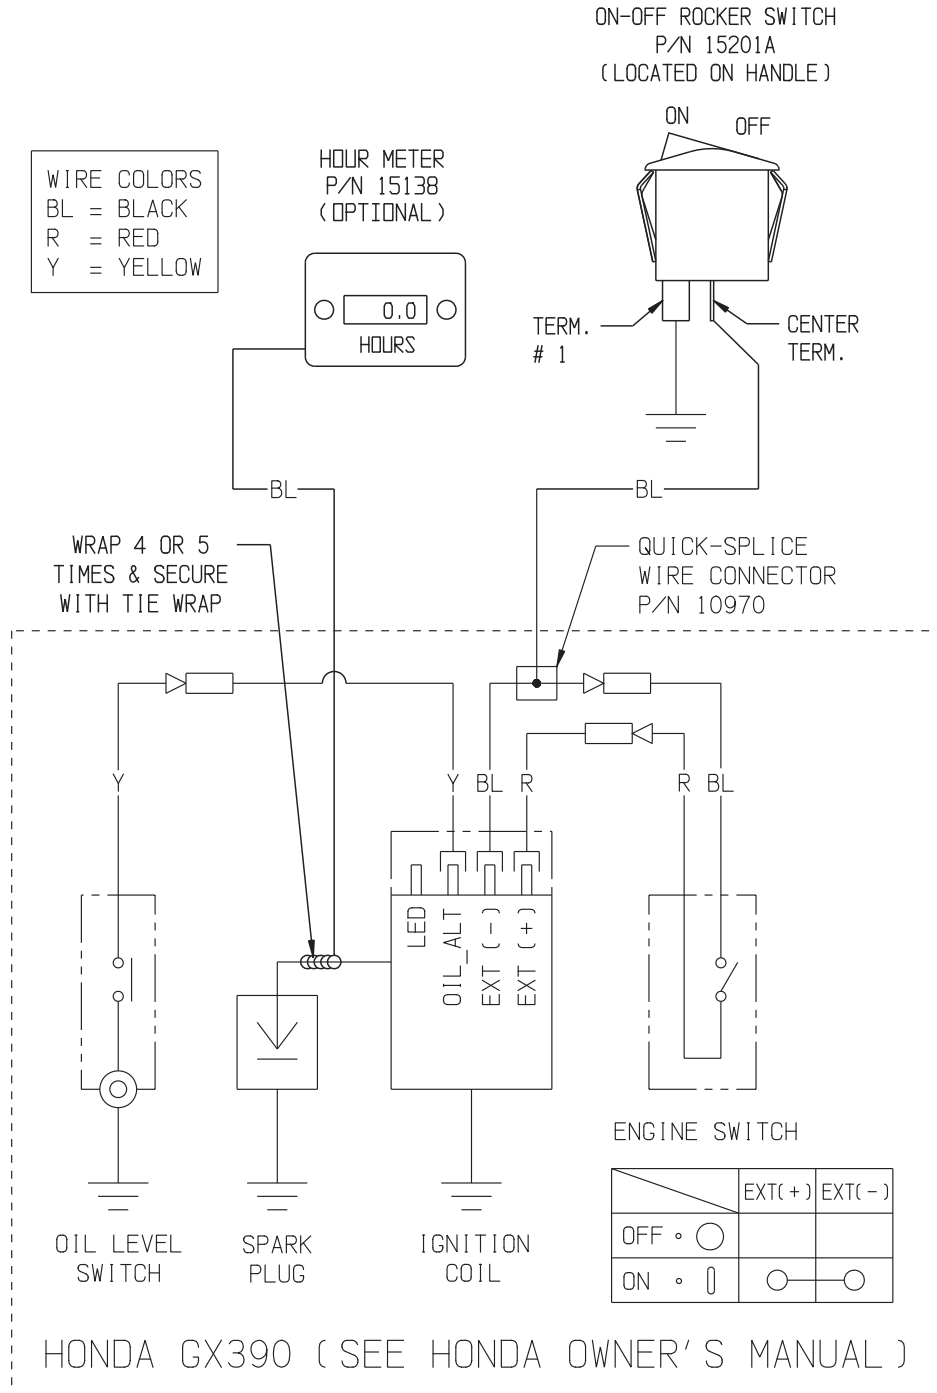 ON-OFF ROCKER SWITCH
P/N 15201A
(LOCATED ON HANDLE)
ON
OFF
WIRE COLORS
BL = BLACK
R = RED
Y = YELLOW
HOUR METER
P/N 15138
(OPTIONAL)
0.0
HOURS
TERM.
# 1
CENTER
TERM.
BL
BL
WRAP 4 OR 5
TIMES & SECURE
WITH TIE WRAP
QUICK-SPLICE
WIRE CONNECTOR
P/N 10970
Y
Y
BL
R
R
BL
LED
OIL_ALT
EXT (-)
EXT (+)
ENGINE SWITCH
EXT(+)
EXT(-)
OFF
ON
OIL LEVEL
SWITCH
SPARK
PLUG
IGNITION
COIL
HONDA GX390 (SEE HONDA OWNER'S MANUAL)